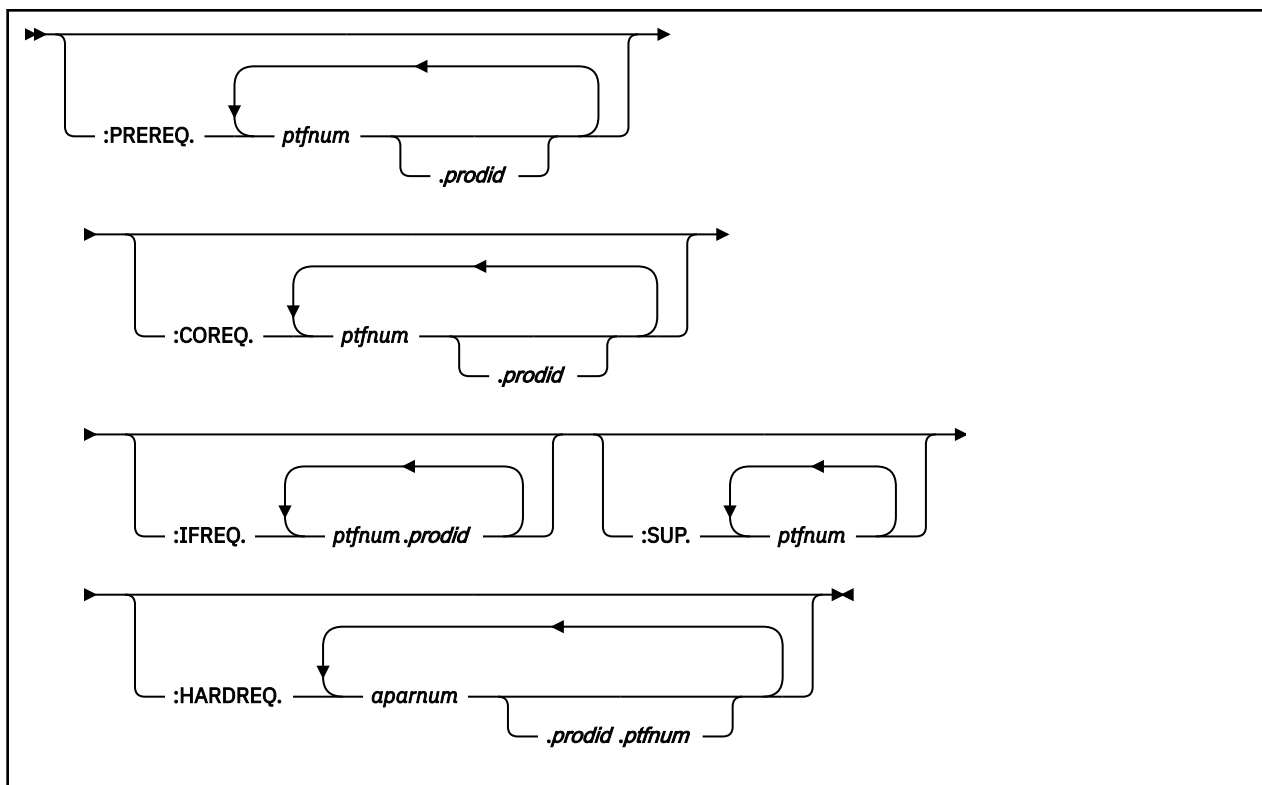 :PREREQ. ptfnum
.prodid
:COREQ. ptfnum
.prodid
:IFREQ. ptfnum .prodid :SUP. ptfnum
:HARDREQ. aparnum
.prodid .ptfnum